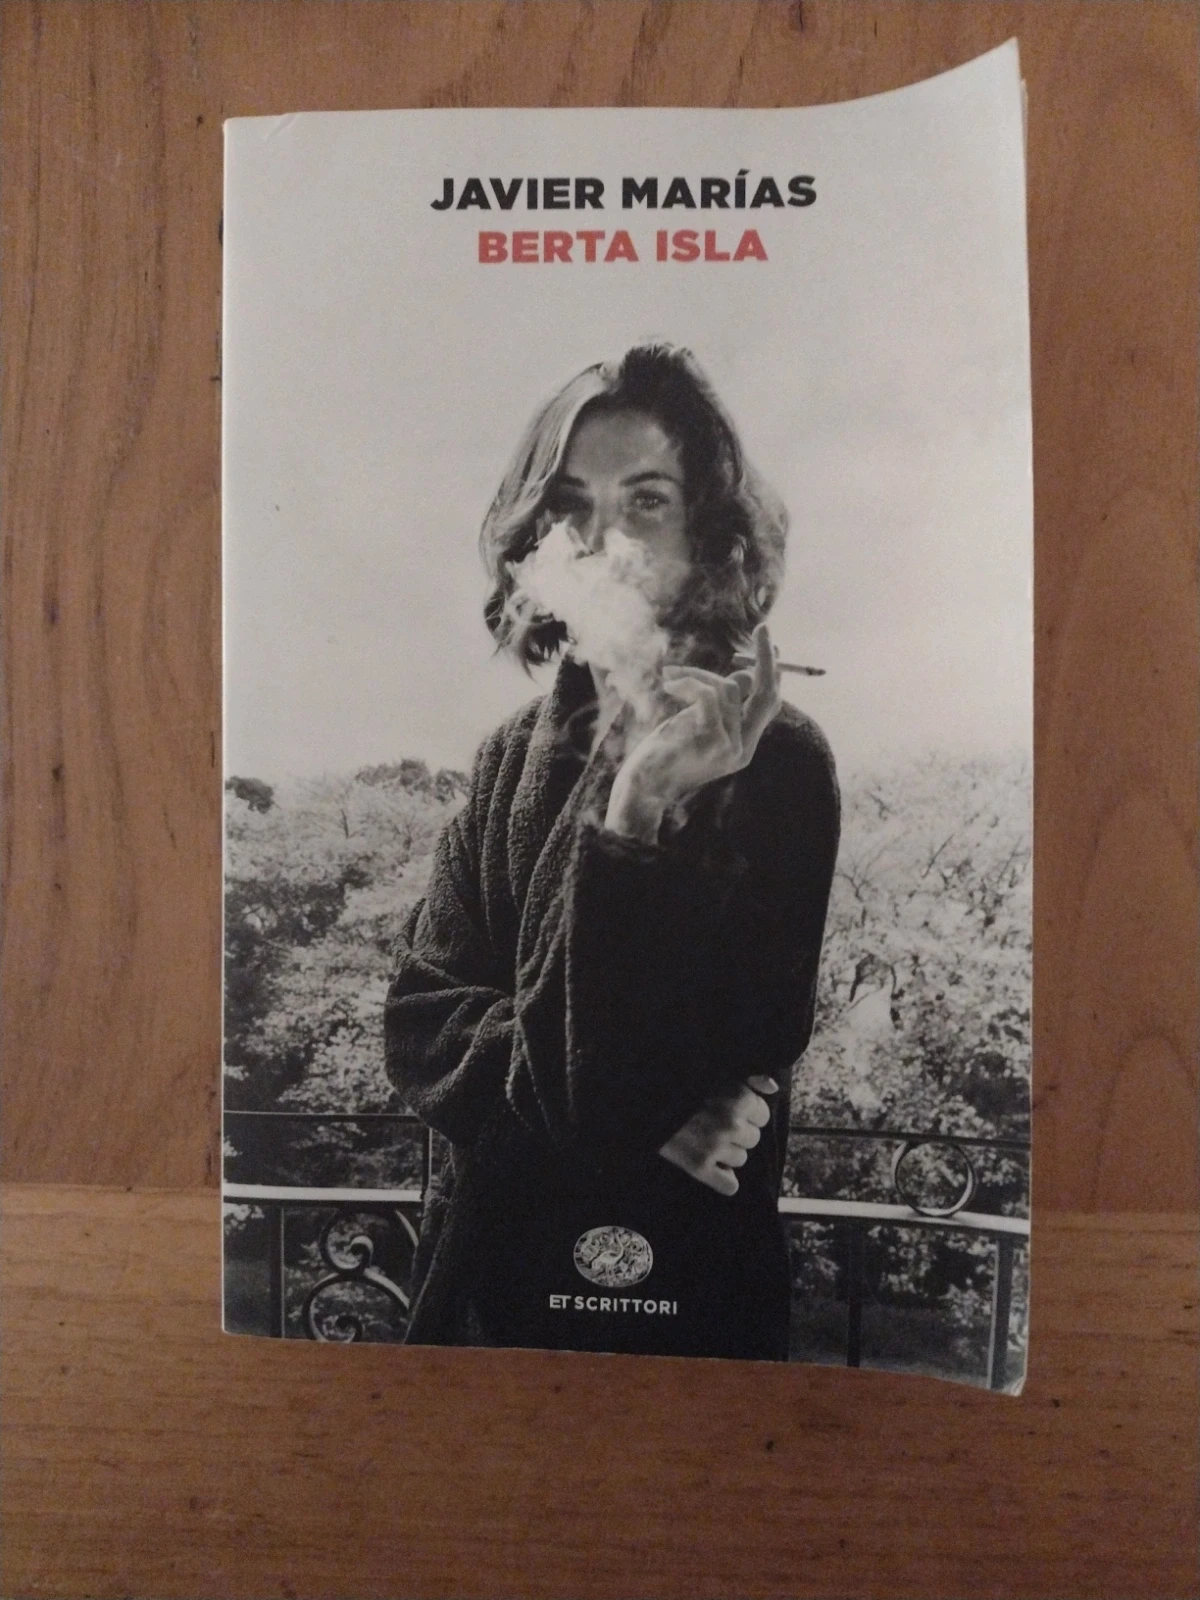 JAVIER MARÍAS
BERTA ISLA
ET SCRITTORI